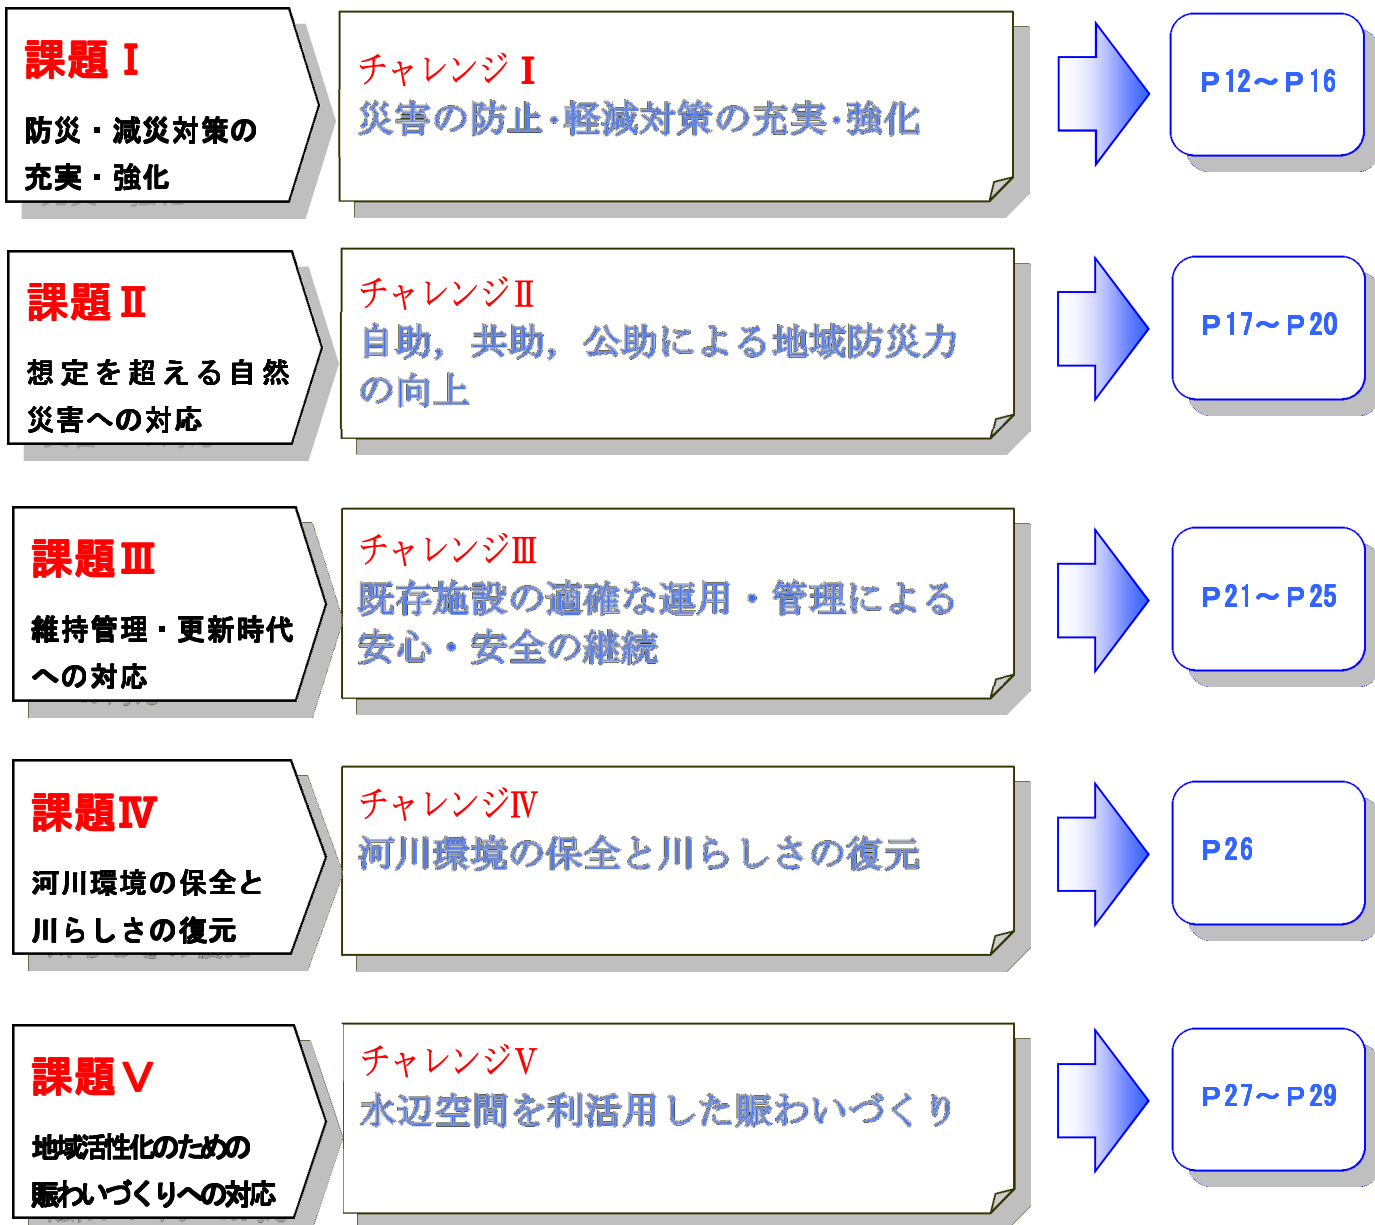 課題Ⅰ
防災・減災対策の
充実・強化
チャレンジⅠ
災害の防止・軽減対策の充実・強化
P12～P16
課題Ⅱ
想定を超える自然
災害への対応
チャレンジⅡ
自助，共助，公助による地域防災力
の向上
P17～P20
課題Ⅲ
維持管理・更新時代
への対応
チャレンジⅢ
既存施設の適確な運用・管理による
安心・安全の継続
P21～P25
課題Ⅳ
河川環境の保全と
川らしさの復元
チャレンジⅣ
河川環境の保全と川らしさの復元
P26
課題Ⅴ
地域活性化のための
賑わいづくりへの対応
チャレンジⅤ
水辺空間を利活用した賑わいづくり
P27～P29